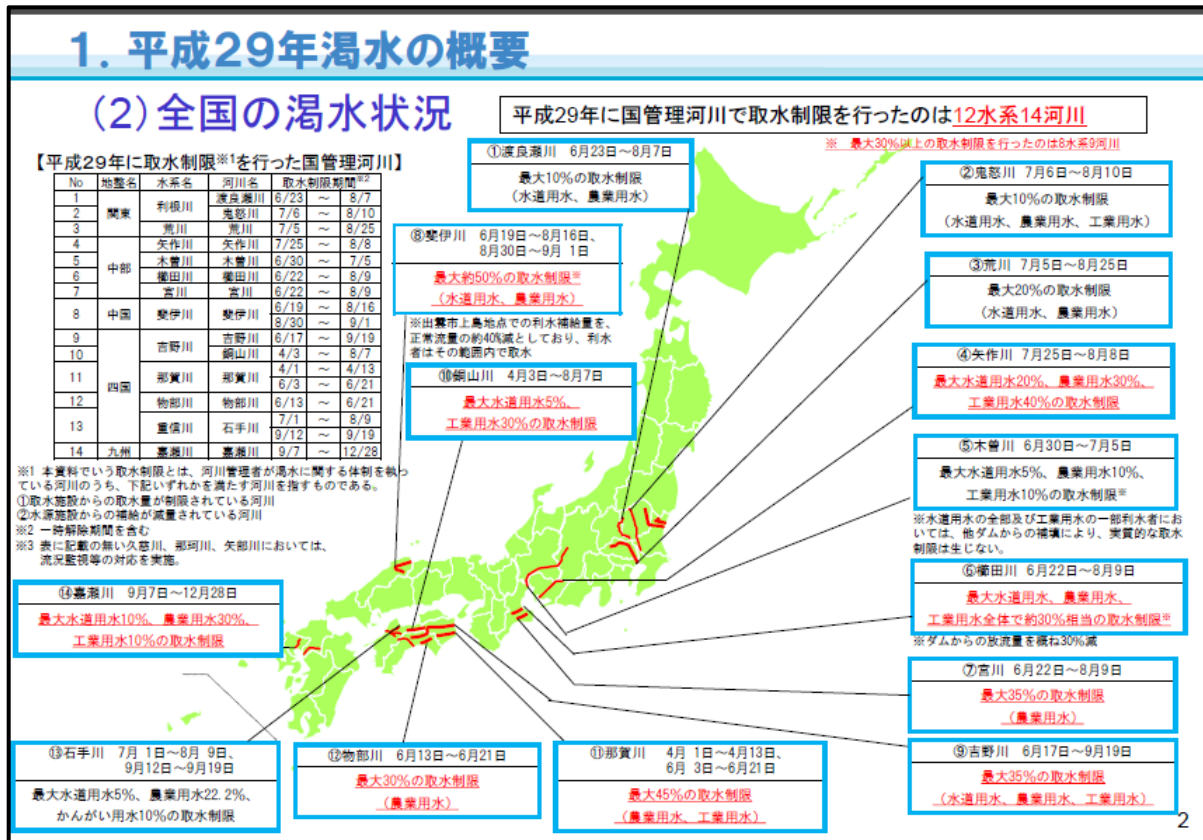 1. 平成29年渇水の概要
(2)全国の渇水状況
平成29年に国管理河川で取水制限を行ったのは12水系14河川
※ 最大30%以上の取水制限を行ったのは8水系9河川
【平成29年に取水制限※1を行った国管理河川】
No 地整名 水系名 河川名 取水制限期間※2
1 関東 利根川 渡良瀬川 6/23 ～ 8/7
2 鬼怒川 7/6 ～ 8/10
3 荒川 荒川 7/5 ～ 8/25
4 中部 矢作川 矢作川 7/25 ～ 8/8
5 木曽川 木曽川 6/30 ～ 7/5
6 櫛田川 櫛田川 6/22 ～ 8/9
7 宮川 宮川 6/22 ～ 8/9
8 中国 斐伊川 斐伊川 6/19 ～ 8/16
8/30 ～ 9/1
9 四国 吉野川 吉野川 6/17 ～ 9/19
10 銅山川 4/3 ～ 8/7
11 那賀川 那賀川 4/1 ～ 4/13
6/3 ～ 6/21
12 物部川 物部川 6/13 ～ 6/21
13 重信川 石手川 7/1 ～ 8/9
9/12 ～ 9/19
14 九州 嘉瀬川 嘉瀬川 9/7 ～ 12/28
※1 本資料でいう取水制限とは、河川管理者が渇水に関する体制を執っ
ている河川のうち、下記いずれかを満たす河川を指すものである。
①取水施設からの取水量が制限されている河川
②水源施設からの補給が減量されている河川
※2 一時解除期間を含む
※3 表に記載の無い久慈川、那珂川、矢部川においては、
流況監視等の対応を実施。
①渡良瀬川 6月23日～8月7日
最大10%の取水制限
(水道用水、農業用水)
②鬼怒川 7月6日～8月10日
最大10%の取水制限
(水道用水、農業用水、工業用水)
③荒川 7月5日～8月25日
最大20%の取水制限
(水道用水、農業用水)
④矢作川 7月25日～8月8日
最大水道用水20%、農業用水30%、
工業用水40%の取水制限
⑤木曽川 6月30日～7月5日
最大水道用水5%、農業用水10%、
工業用水10%の取水制限※
※水道用水の全部及び工業用水の一部利水者にお
いては、他ダムからの補填により、実質的な取水
制限は生じない。
⑥櫛田川 6月22日～8月9日
最大水道用水、農業用水、
工業用水全体で約30%相当の取水制限※
※ダムからの放流量を概ね30%減
⑦宮川 6月22日～8月9日
最大35%の取水制限
(農業用水)
⑧斐伊川 6月19日～8月16日、
8月30日～9月 1日
最大約50%の取水制限※
(水道用水、農業用水)
※出雲市上島地点での利水補給量を、
正常流量の約40%減としており、利水
者はその範囲内で取水
⑩銅山川 4月3日～8月7日
最大水道用水5%、
工業用水30%の取水制限
⑭嘉瀬川 9月7日～12月28日
最大水道用水10%、農業用水30%、
工業用水10%の取水制限
⑬石手川 7月 1日～8月 9日、
9月12日～9月19日
最大水道用水5%、農業用水22.2%、
かんがい用水10%の取水制限
⑫物部川 6月13日～6月21日
最大30%の取水制限
(農業用水)
⑪那賀川 4月 1日～4月13日、
6月 3日～6月21日
最大45%の取水制限
(農業用水、工業用水)
⑨吉野川 6月17日～9月19日
最大35%の取水制限
(水道用水、農業用水、工業用水)
2